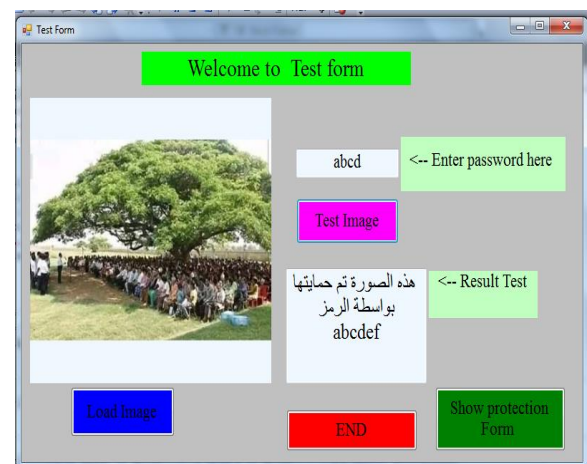 Test Form
Welcome to Test form
abcd
<-- Enter password here
Test Image
هذه الصورة تم حمايتها
بواسطة الرمز
abcdef
<-- Result Test
Load Image
END
Show protection
Form